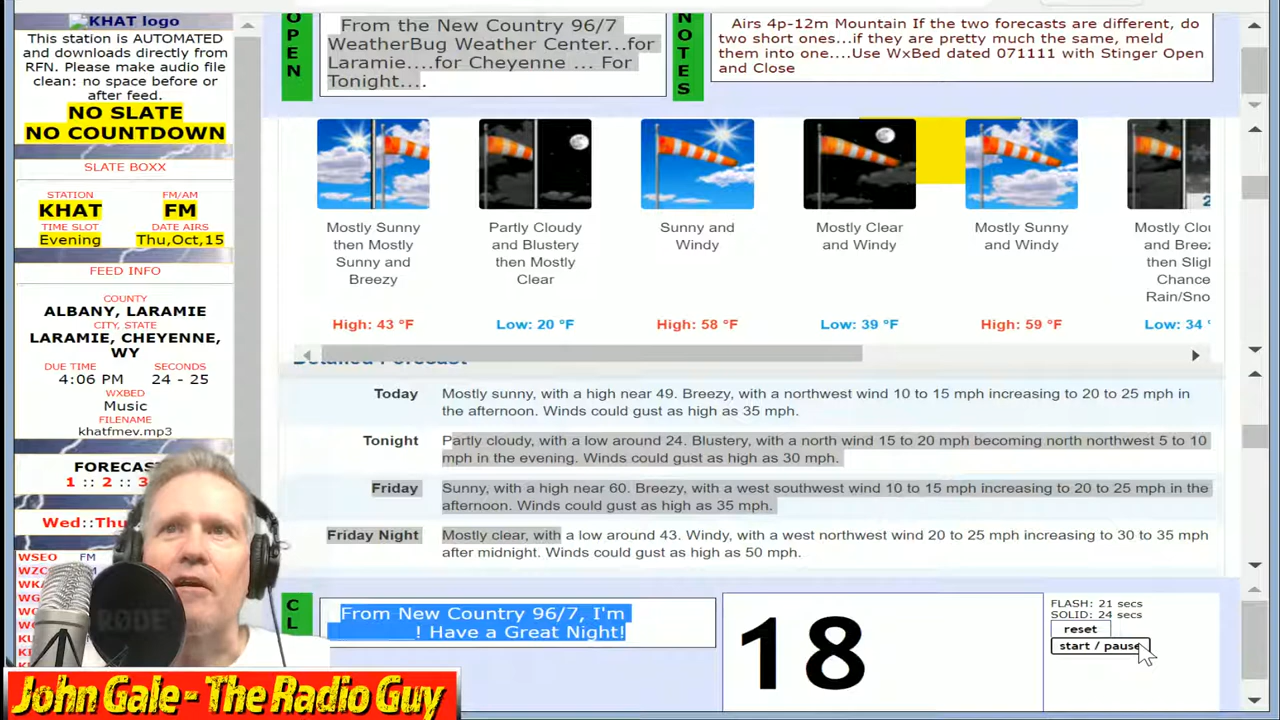 KHAT logo
This station is AUTOMATED
and downloads directly from
RFN. Please make audio file
clean: no space before or
after feed.
NO SLATE
NO COUNTDOWN
SLATE BOXX
STATION
FM/AM
KHAT
FM
TIME SLOT
DATE AIRS
Evening
Thu,Oct,15
FEED INFO
COUNTY
ALBANY, LARAMIE
CITY, STATE
LARAMIE, CHEYENNE,
WY
DUE TIME
SECONDS
4:06 PM
24 - 25
WXBED
Music
FILENAME
khatfmev.mp3
FORECAS
1 :: 2 :: 3
Wed::Thu
WSEO FM
OPEN
From the New Country 96/7
WeatherBug Weather Center...for
Laramie....for Cheyenne ... For
Tonight....
NOTES
Airs 4p-12m Mountain If the two forecasts are different, do
two short ones...if they are pretty much the same, meld
them into one....Use WxBed dated 071111 with Stinger Open
and Close
Mostly Sunny
then Mostly
Sunny and
Breezy
Partly Cloudy
and Blustery
then Mostly
Clear
Sunny and
Windy
Mostly Clear
and Windy
Mostly Sunny
and Windy
Mostly Clou
and Breez
then Sligh
Chance
Rain/Sno
High: 43 °F
Low: 20 °F
High: 58 °F
Low: 39 °F
High: 59 °F
Low: 34 °
Detailed Forecast
Today
Mostly sunny, with a high near 49. Breezy, with a northwest wind 10 to 15 mph increasing to 20 to 25 mph in
the afternoon. Winds could gust as high as 35 mph.
Tonight
Partly cloudy, with a low around 24. Blustery, with a north wind 15 to 20 mph becoming north northwest 5 to 10
mph in the evening. Winds could gust as high as 30 mph.
Friday
Sunny, with a high near 60. Breezy, with a west southwest wind 10 to 15 mph increasing to 20 to 25 mph in the
afternoon. Winds could gust as high as 35 mph.
Friday Night
Mostly clear, with a low around 43. Windy, with a west northwest wind 20 to 25 mph increasing to 30 to 35 mph
after midnight. Winds could gust as high as 50 mph.
CL
From New Country 96/7, I'm
________! Have a Great Night!
18
FLASH: 21 secs
SOLID: 24 secs
reset
start / pause
RØDE
John Gale - The Radio Guy